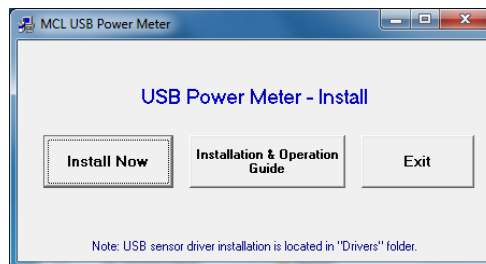 MCL USB Power Meter
USB Power Meter - Install
Install Now
Installation & Operation
Guide
Exit
Note: USB sensor driver installation is located in "Drivers" folder.